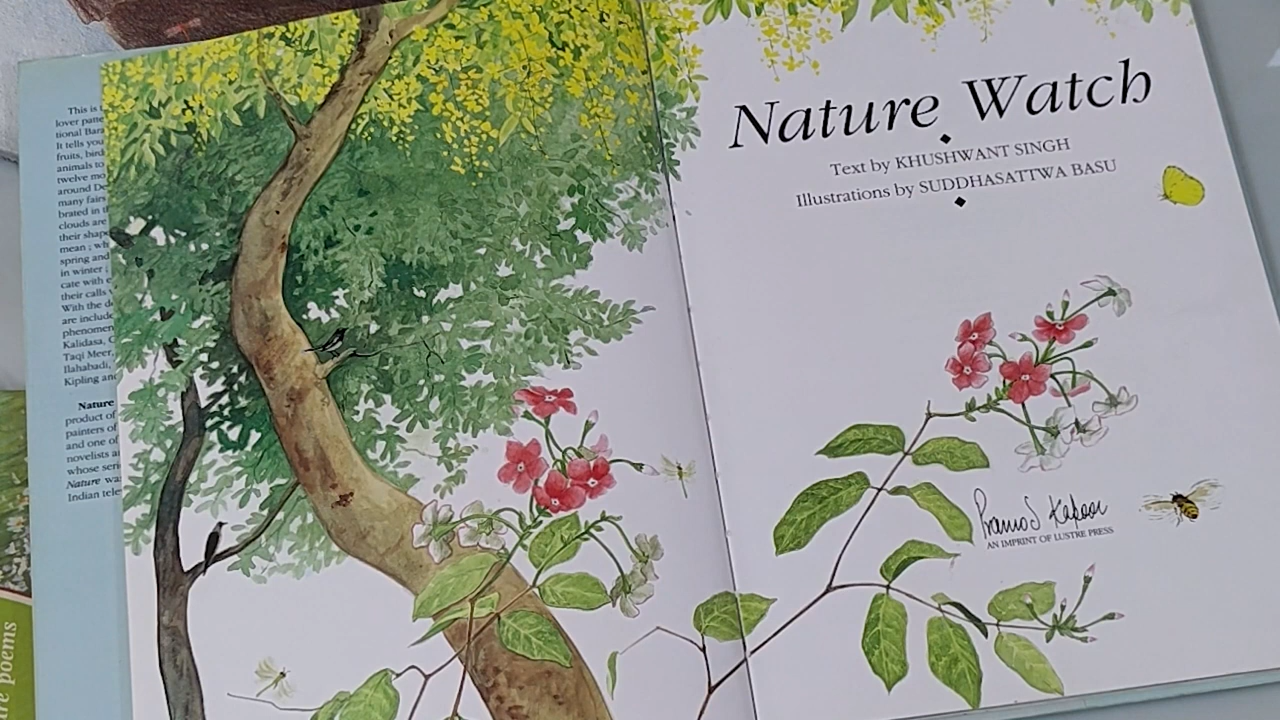 This is
lover patte
tional Bara
It tells you
fruits, bird
animals to
twelve mo
around De
many fairs
brated in t
clouds are
their shape
mean ; wh
spring and
in winter ;
cate with e
their calls
With the d
are include
phenomen
Kalidasa,
Taqi Meer,
Ilahabadi,
Kipling and
Nature
product of
painters of
and one of
novelists a
whose seri
Nature wa
Indian tele
Nature Watch
Text by KHUSHWANT SINGH
Illustrations by SUDDHASATTWA BASU
Pramod Kapoor
AN IMPRINT OF LUSTRE PRESS
poems